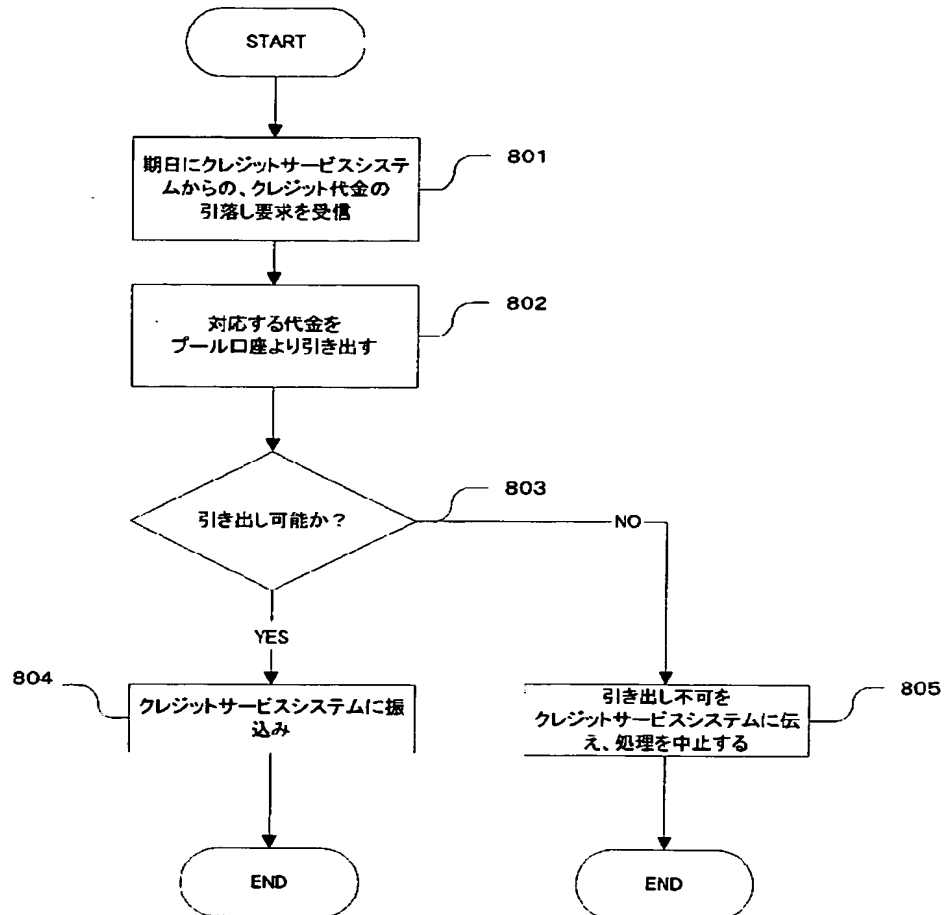 START
期日にクレジットサービスシステ
ムからの、クレジット代金の
引落し要求を受信
801
対応する代金を
プール口座より引き出す
802
引き出し可能か？
803
NO
YES
804
クレジットサービスシステムに振
込み
引き出し不可を
クレジットサービスシステムに伝
え、処理を中止する
805
END
END